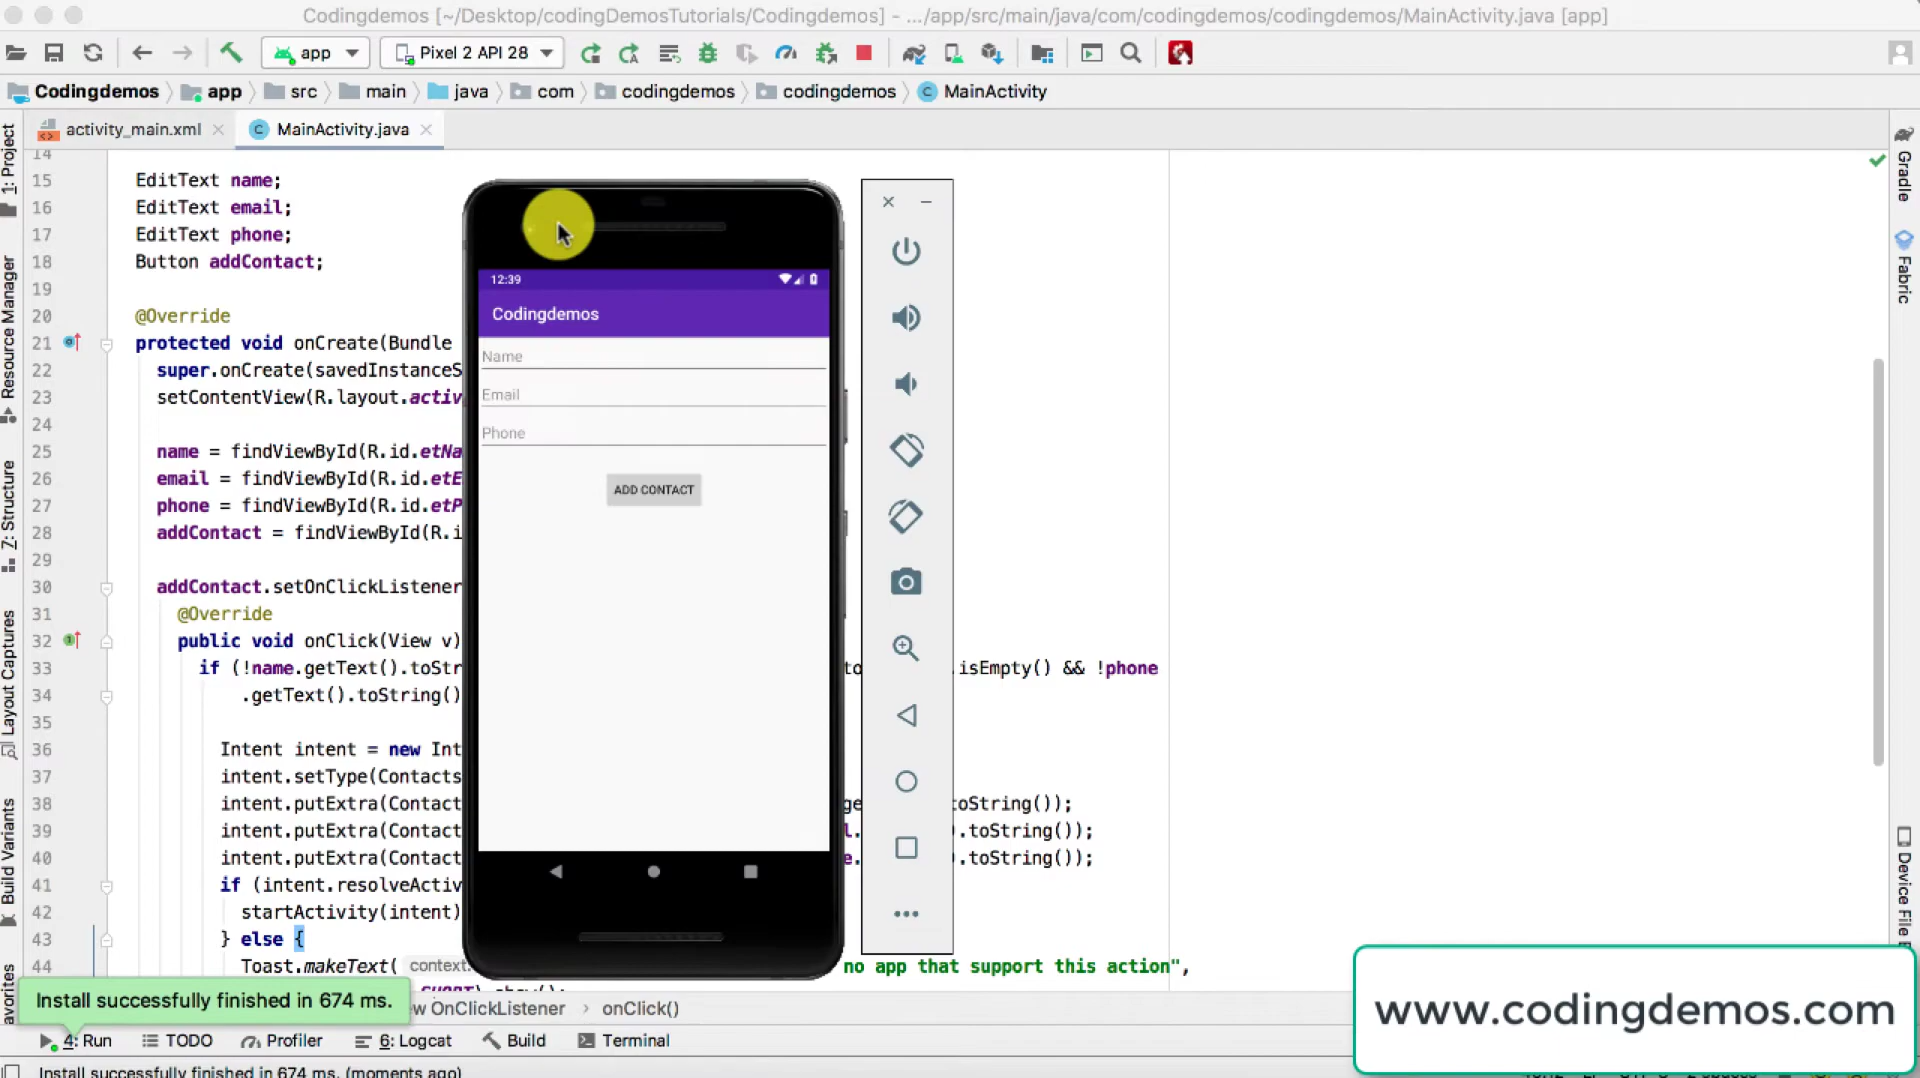 Codingdemos [~/Desktop/codingDemosTutorials/Codingdemos] - .../app/src/main/java/com/codingdemos/codingdemos/MainActivity.java [app]
app
Pixel 2 API 28
Codingdemos
app
src
main
java
com
codingdemos
codingdemos
MainActivity
activity_main.xml
MainActivity.java
1: Project
Resource Manager
Z: Structure
Layout Captures
Build Variants
Gradle
Fabric
14
15 EditText name;
16 EditText email;
17 EditText phone;
18 Button addContact;
19
20 @Override
21 protected void onCreate(Bundle
22 super.onCreate(savedInstanceS
23 setContentView(R.layout.activ
24
25 name = findViewById(R.id.etNa
26 email = findViewById(R.id.etE
27 phone = findViewById(R.id.etP
28 addContact = findViewById(R.i
29
30 addContact.setOnClickListener
31 @Override
32 public void onClick(View v)
33 if (!name.getText().toStr to .isEmpty() && !phone
34 .getText().toString()
35
36 Intent intent = new Int
37 intent.setType(Contacts
38 intent.putExtra(Contact ge toString());
39 intent.putExtra(Contact l. ).toString());
40 intent.putExtra(Contact e. ).toString());
41 if (intent.resolveActiv
42 startActivity(intent)
43 } else {
44 Toast.makeText( context: no app that support this action",
12:39
Codingdemos
Name
Email
Phone
ADD CONTACT
Install successfully finished in 674 ms.
OnClickListener
onClick()
4: Run
TODO
Profiler
6: Logcat
Build
Terminal
Install successfully finished in 674 ms. (moments ago)
www.codingdemos.com